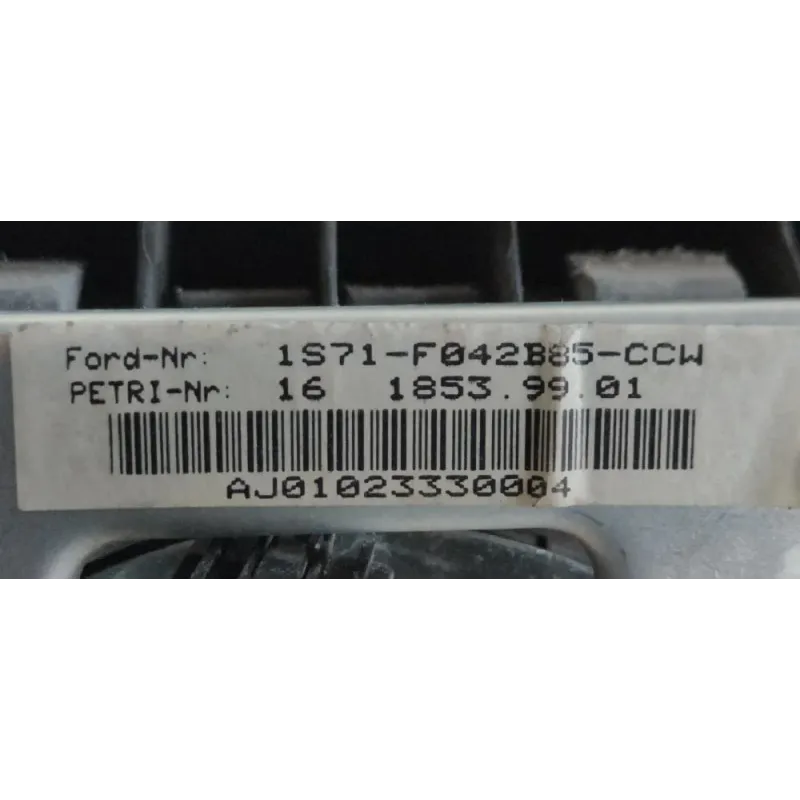 Ford-Nr: 1S71-F042B85-CCW
PETRI-Nr: 16 1853.99.01
AJ01023330004